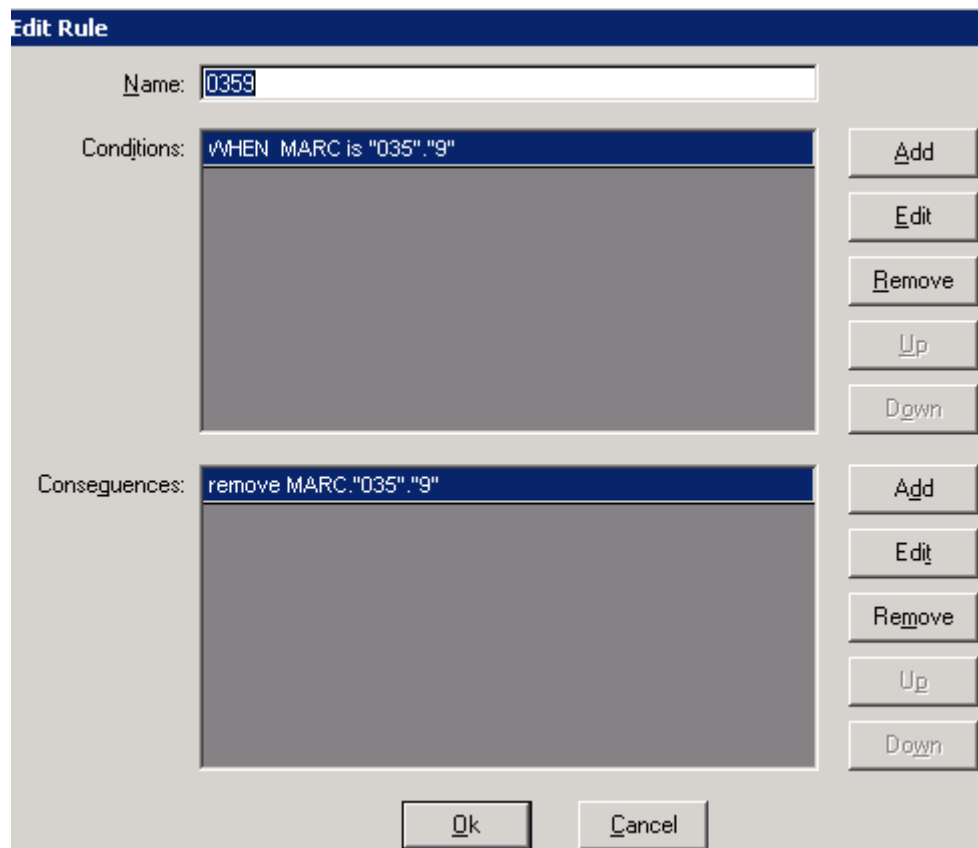 Edit Rule
Name: 0359
Conditions: WHEN MARC is "035"."9"
Add
Edit
Remove
Up
Down
Consequences: remove MARC."035"."9"
Add
Edit
Remove
Up
Down
Ok Cancel